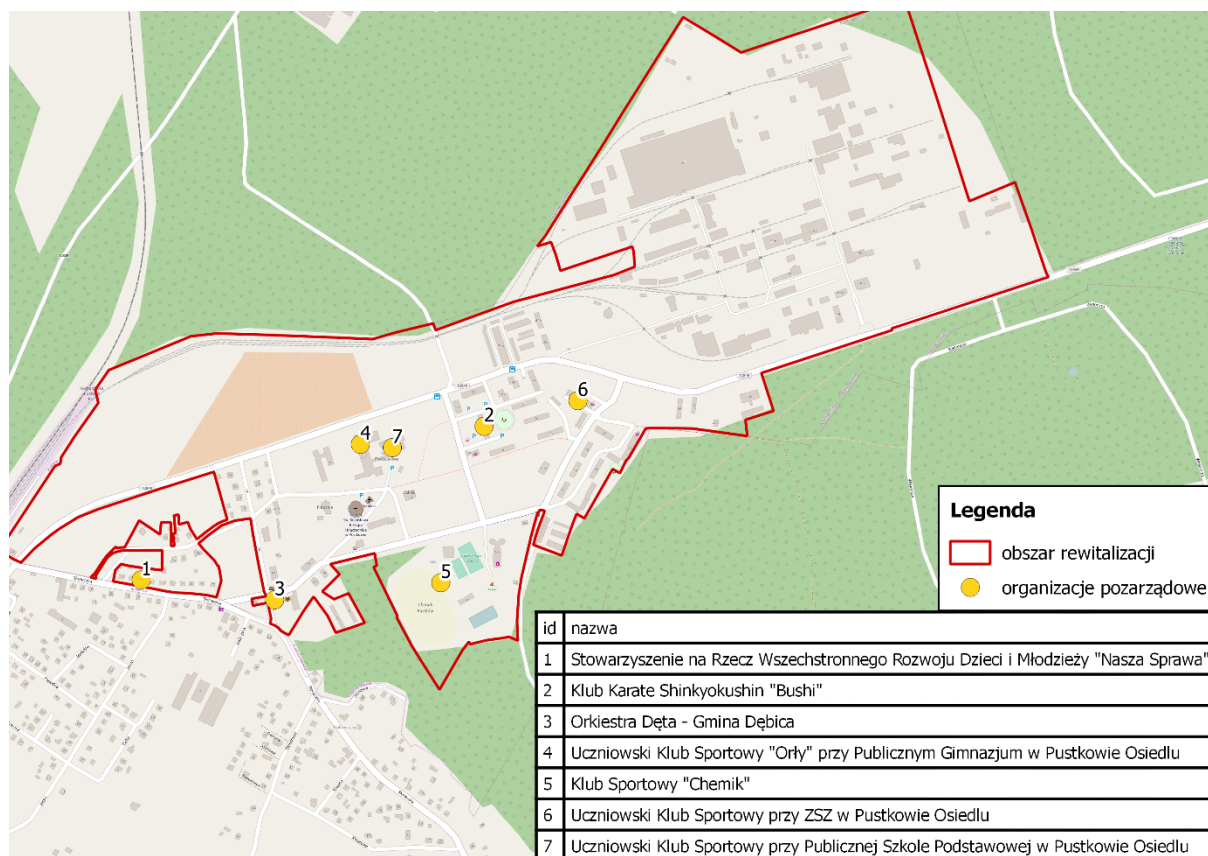 6
2
4
7
5
1
3
Legenda
obszar rewitalizacji
organizacje pozarządowe
id nazwa
1 Stowarzyszenie na Rzecz Wszechstronnego Rozwoju Dzieci i Młodzieży "Nasza Sprawa"
2 Klub Karate Shinkyokushin "Bushi"
3 Orkiestra Dęta - Gmina Dębica
4 Uczniowski Klub Sportowy "Orły" przy Publicznym Gimnazjum w Pustkowie Osiedlu
5 Klub Sportowy "Chemik"
6 Uczniowski Klub Sportowy przy ZSZ w Pustkowie Osiedlu
7 Uczniowski Klub Sportowy przy Publicznej Szkole Podstawowej w Pustkowie Osiedlu